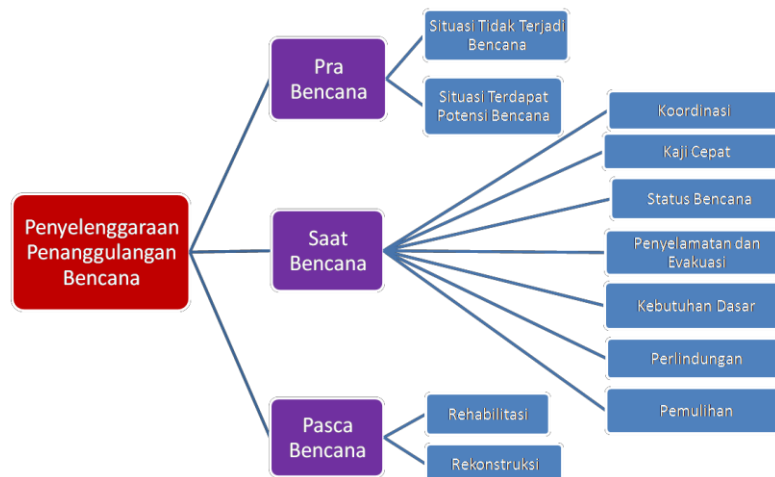 Penyelenggaraan
Penanggulangan
Bencana
Pra
Bencana
Situasi Tidak Terjadi
Bencana
Situasi Terdapat
Potensi Bencana
Saat
Bencana
Koordinasi
Kaji Cepat
Status Bencana
Penyelamatan dan
Evakuasi
Kebutuhan Dasar
Perlindungan
Pemulihan
Pasca
Bencana
Rehabilitasi
Rekonstruksi